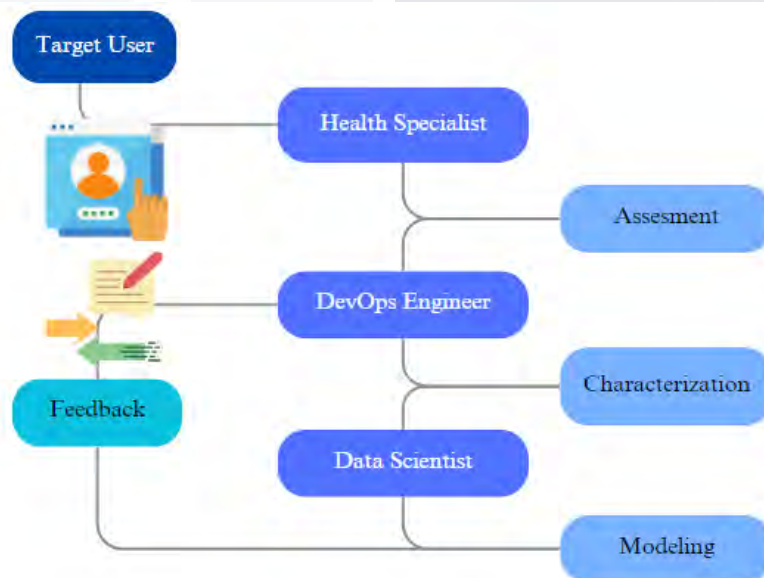 Target User
Health Specialist
Assesment
DevOps Engineer
Characterization
Feedback
Data Scientist
Modeling